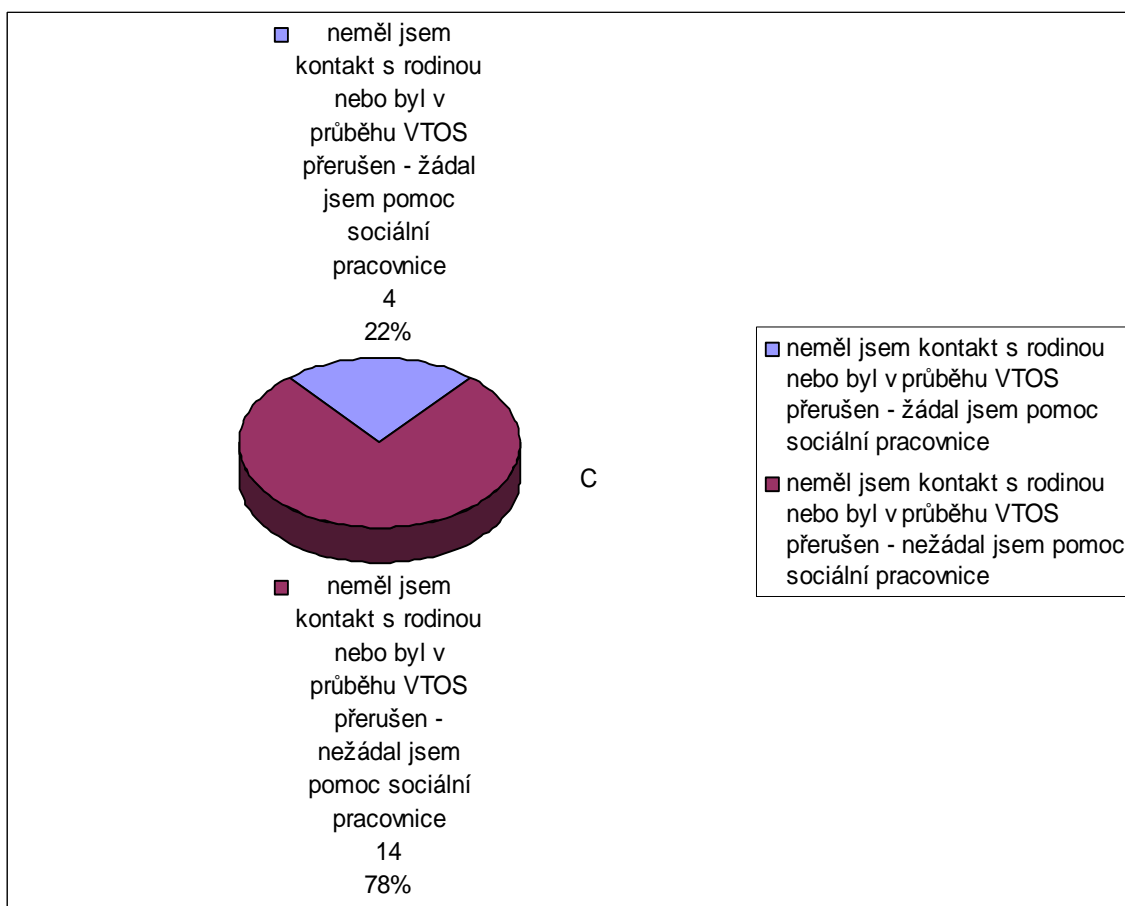 neměl jsem
kontakt s rodinou
nebo byl v
průběhu VTOS
přerušen - žádal
jsem pomoc
sociální
pracovnice
4
22%
C
neměl jsem
kontakt s rodinou
nebo byl v
průběhu VTOS
přerušen -
nežádal jsem
pomoc sociální
pracovnice
14
78%
neměl jsem kontakt s rodinou
nebo byl v průběhu VTOS
přerušen - žádal jsem pomoc
sociální pracovnice
neměl jsem kontakt s rodinou
nebo byl v průběhu VTOS
přerušen - nežádal jsem pomoc
sociální pracovnice